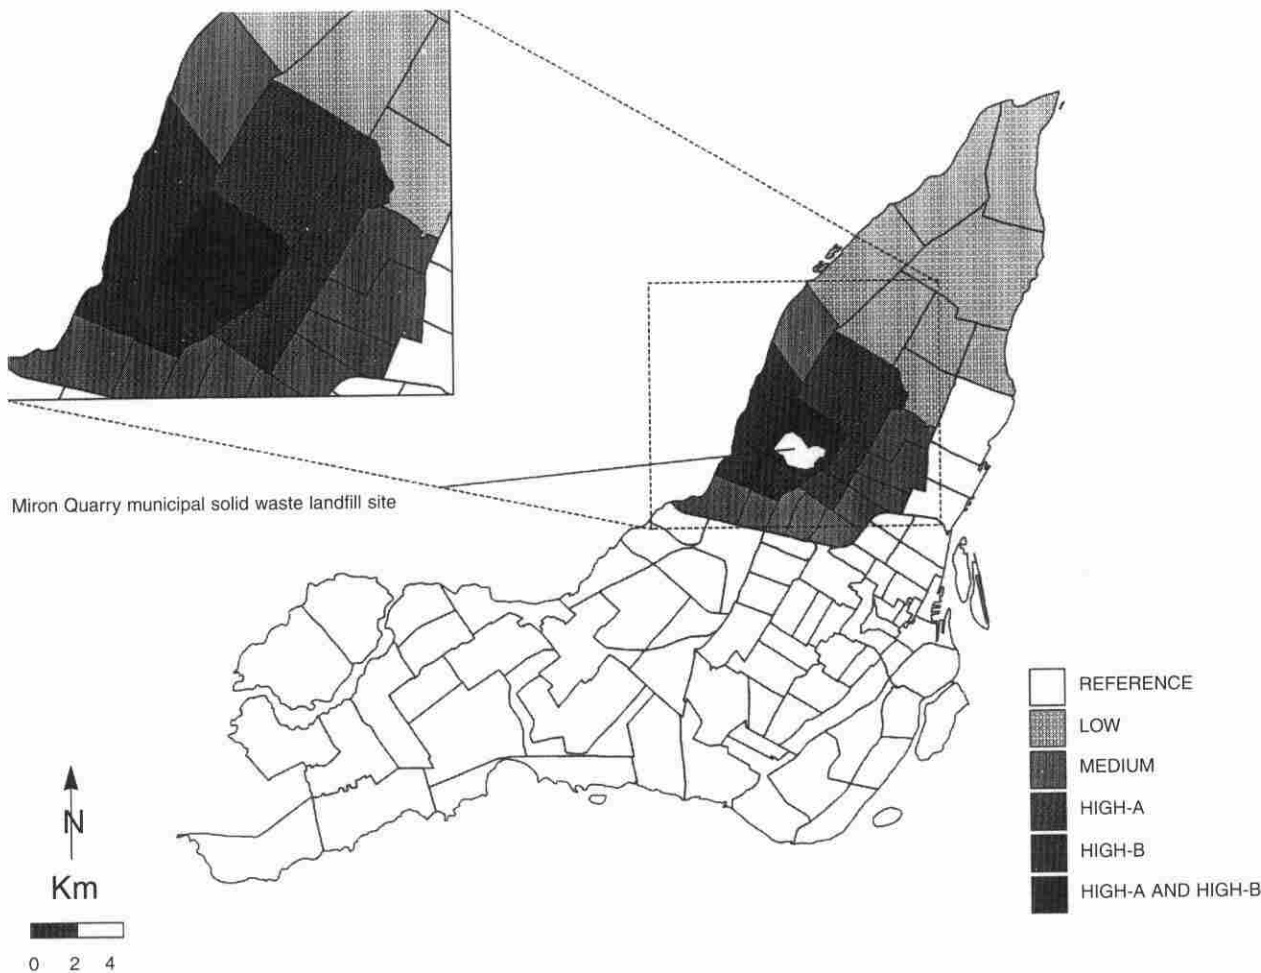 Miron Quarry municipal solid waste landfill site
REFERENCE
LOW
MEDIUM
HIGH-A
HIGH-B
HIGH-A AND HIGH-B
N
Km
0 2 4